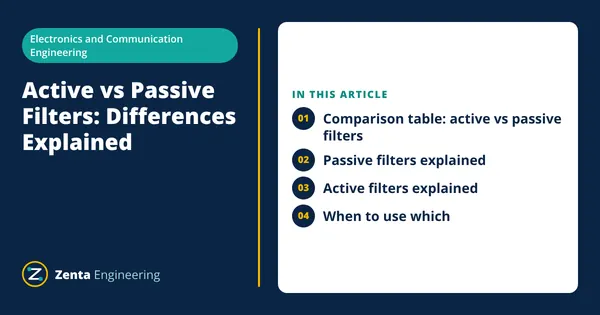 Electronics and Communication
Engineering
Active vs Passive
Filters: Differences
Explained
Zenta Engineering
IN THIS ARTICLE
01 Comparison table: active vs passive
filters
02 Passive filters explained
03 Active filters explained
04 When to use which